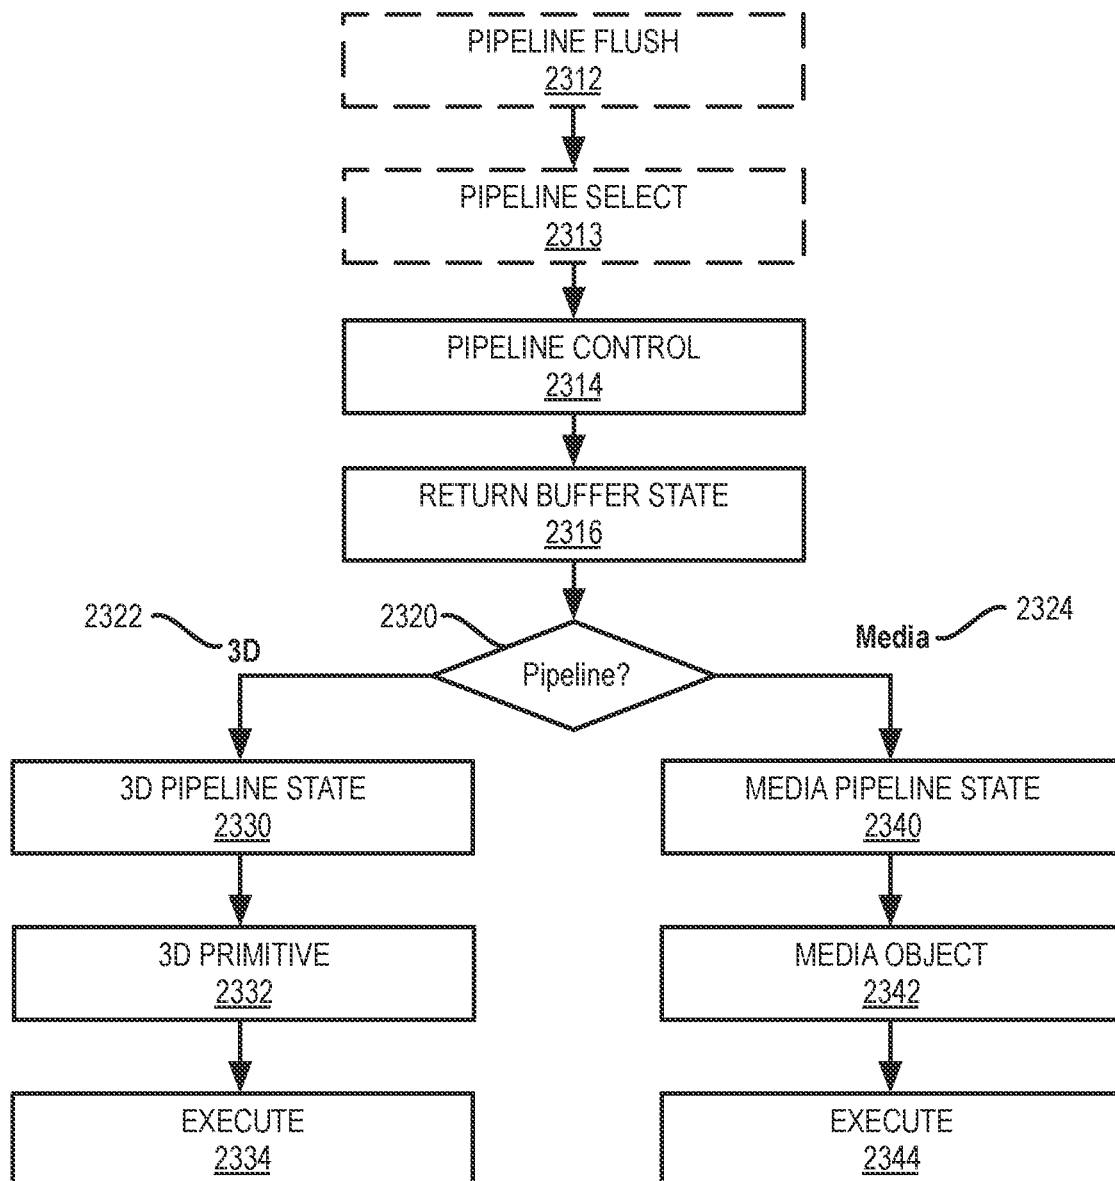 PIPELINE FLUSH
2312
PIPELINE SELECT
2313
PIPELINE CONTROL
2314
RETURN BUFFER STATE
2316
2322
3D
2320
Pipeline?
Media
2324
3D PIPELINE STATE
2330
MEDIA PIPELINE STATE
2340
3D PRIMITIVE
2332
MEDIA OBJECT
2342
EXECUTE
2334
EXECUTE
2344